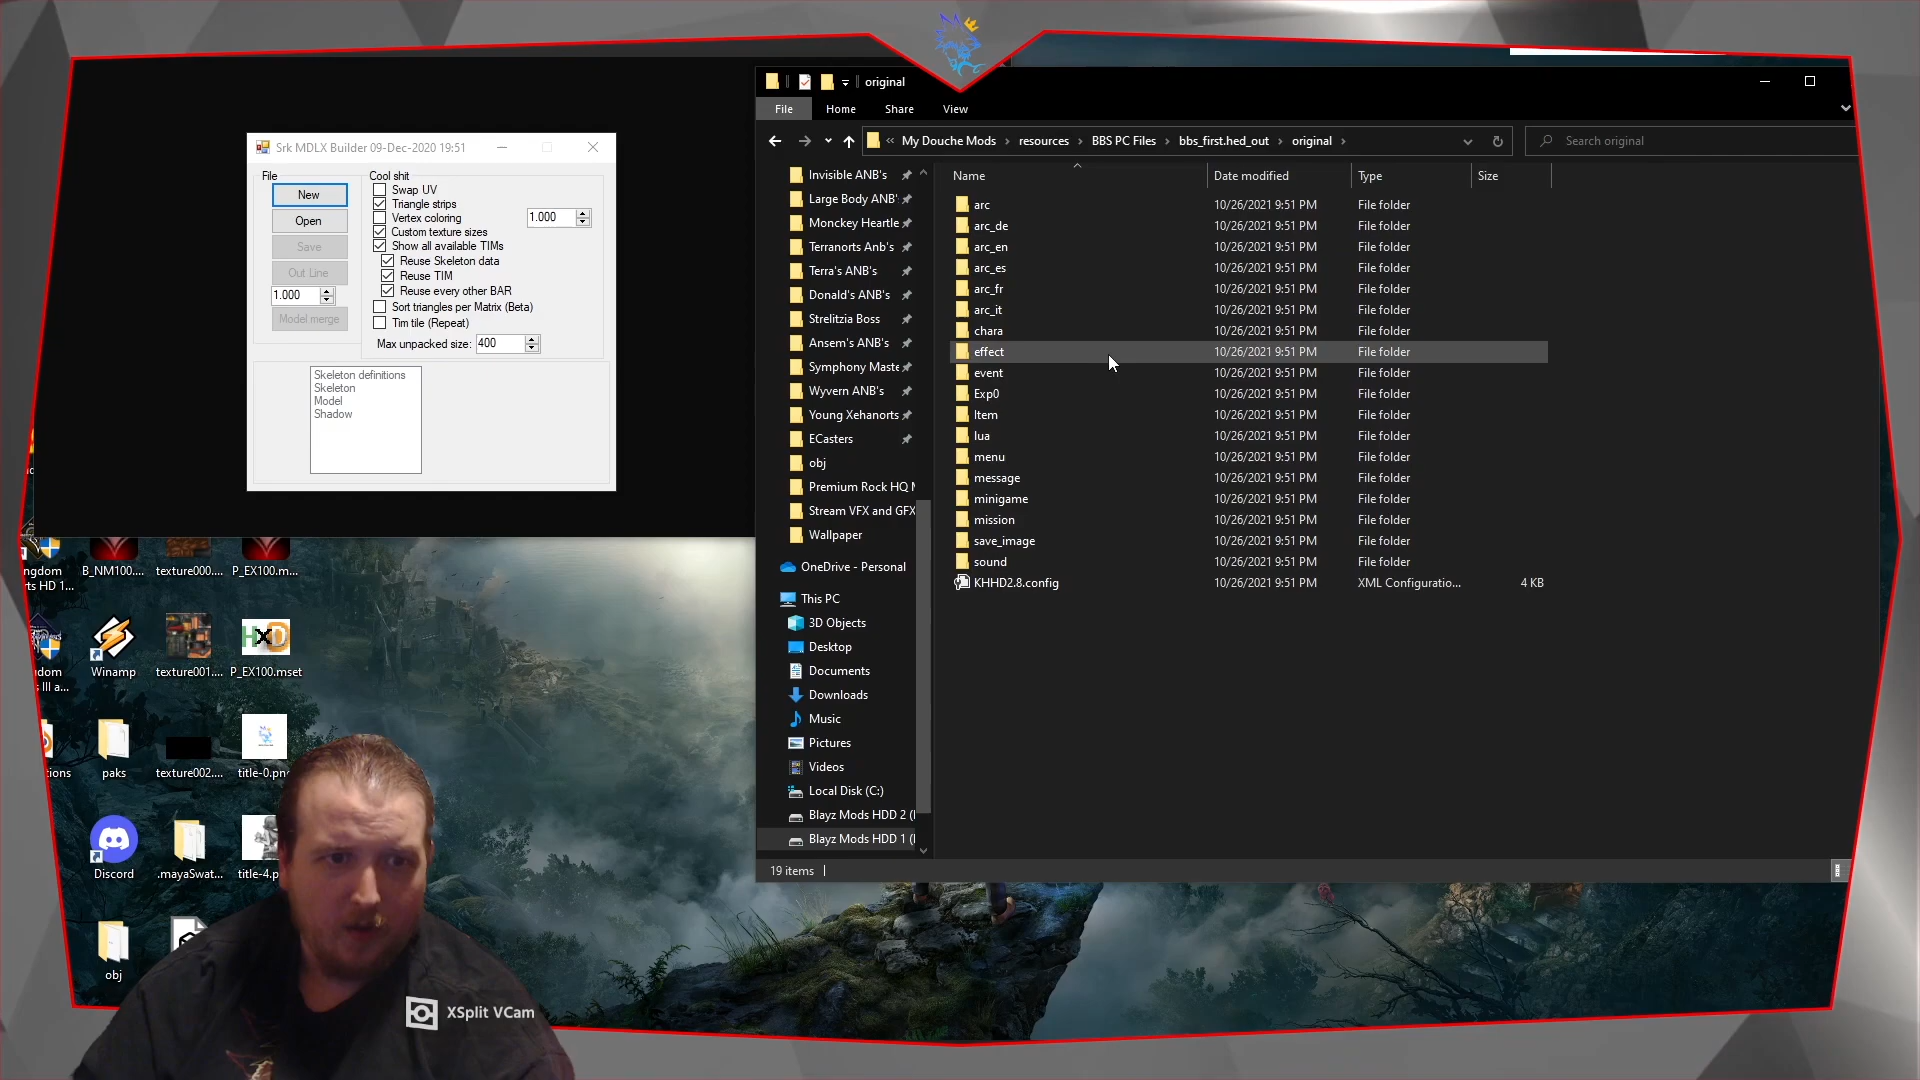 Srk MDLX Builder 09-Dec-2020 19:51
File
New
Open
Save
Out Line
1.000
Model merge
Cool shit
Swap UV
Triangle strips
Vertex coloring
1.000
Custom texture sizes
Show all available TIMs
Reuse Skeleton data
Reuse TIM
Reuse every other BAR
Sort triangles per Matrix (Beta)
Tim tile (Repeat)
Max unpacked size: 400
Skeleton definitions
Skeleton
Model
Shadow
original
File Home Share View
« My Douche Mods > resources > BBS PC Files > bbs_first.hed_out > original >
Search original
Invisible ANB's
Large Body ANB'
Monckey Heartle
Terranorts Anb's
Terra's ANB's
Donald's ANB's
Strelitzia Boss
Ansem's ANB's
Symphony Maste
Wyvern ANB's
Young Xehanorts
ECasters
obj
Premium Rock HQ
Stream VFX and GFX
Wallpaper
OneDrive - Personal
This PC
3D Objects
Desktop
Documents
Downloads
Music
Pictures
Videos
Local Disk (C:)
Blayz Mods HDD 2 (
Blayz Mods HDD 1 (
Name Date modified Type Size
arc 10/26/2021 9:51 PM File folder
arc_de 10/26/2021 9:51 PM File folder
arc_en 10/26/2021 9:51 PM File folder
arc_es 10/26/2021 9:51 PM File folder
arc_fr 10/26/2021 9:51 PM File folder
arc_it 10/26/2021 9:51 PM File folder
chara 10/26/2021 9:51 PM File folder
effect 10/26/2021 9:51 PM File folder
event 10/26/2021 9:51 PM File folder
Exp0 10/26/2021 9:51 PM File folder
Item 10/26/2021 9:51 PM File folder
lua 10/26/2021 9:51 PM File folder
menu 10/26/2021 9:51 PM File folder
message 10/26/2021 9:51 PM File folder
minigame 10/26/2021 9:51 PM File folder
mission 10/26/2021 9:51 PM File folder
save_image 10/26/2021 9:51 PM File folder
sound 10/26/2021 9:51 PM File folder
KHHD2.8.config 10/26/2021 9:51 PM XML Configuratio... 4 KB
19 items
ngdom
rts HD 1...
B_NM100....
texture000....
P_EX100.m...
dom
s III a...
Winamp
texture001....
HxD
P_EX100.mset
tions
paks
texture002....
title-0.pn
Discord
.mayaSwat...
title-4.p
obj
XSplit VCam